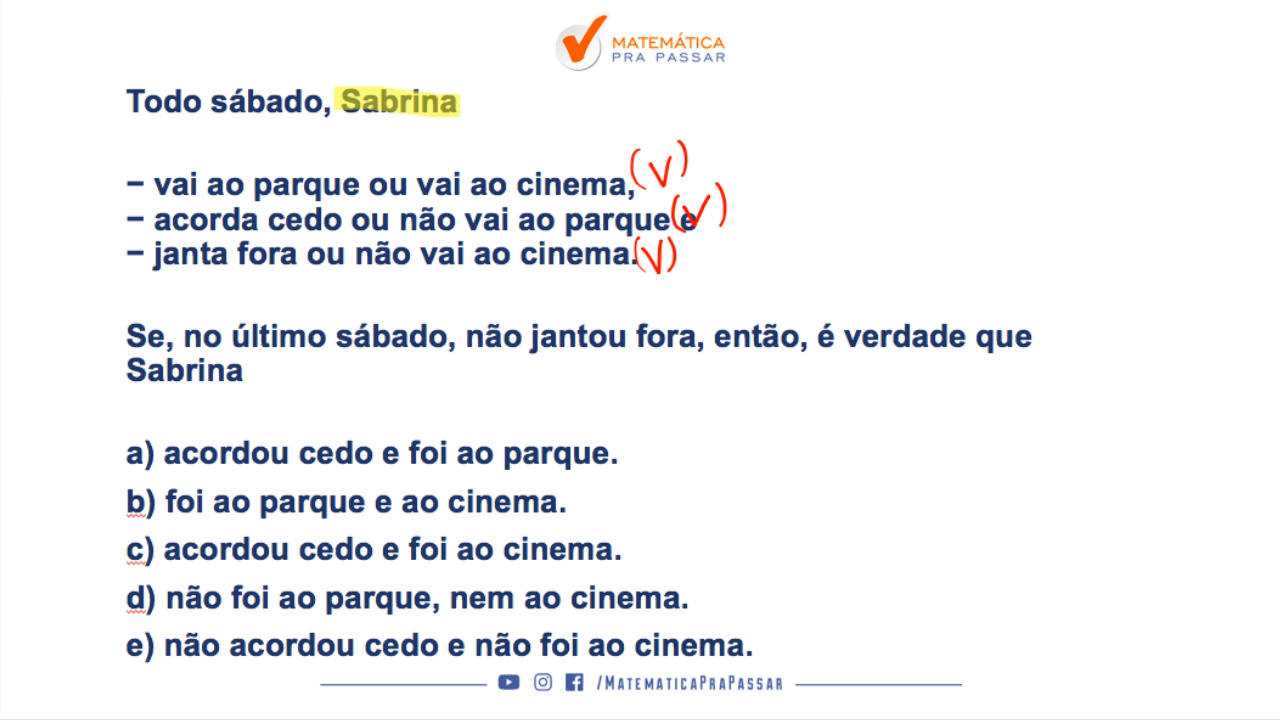 MATEMÁTICA
PRA PASSAR
Todo sábado, Sabrina
− vai ao parque ou vai ao cinema, (V)
− acorda cedo ou não vai ao parque e (V)
− janta fora ou não vai ao cinema. (V)
Se, no último sábado, não jantou fora, então, é verdade que
Sabrina
a) acordou cedo e foi ao parque.
b) foi ao parque e ao cinema.
c) acordou cedo e foi ao cinema.
d) não foi ao parque, nem ao cinema.
e) não acordou cedo e não foi ao cinema.
/MATEMATICAPRAPASSAR